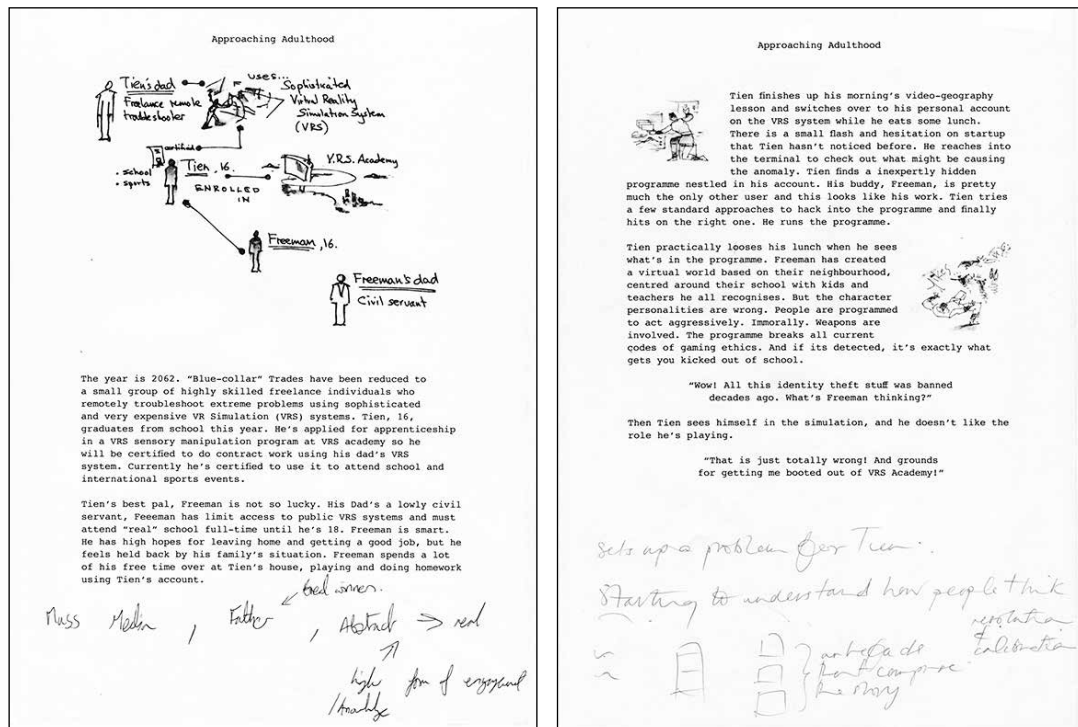 Approaching Adulthood
Tien's dad
Freelance remote
troubleshooter
uses...
Sophisticated
Virtual Reality
Simulation System
(VRS)
certified
• school
• sports
Tien, 16.
ENROLLED
IN
V.R.S. Academy
Freeman, 16.
Freeman's dad
Civil servant
The year is 2062. "Blue-collar" Trades have been reduced to
a small group of highly skilled freelance individuals who
remotely troubleshoot extreme problems using sophisticated
and very expensive VR Simulation (VRS) systems. Tien, 16,
graduates from school this year. He's applied for apprenticeship
in a VRS sensory manipulation program at VRS academy so he
will be certified to do contract work using his dad's VRS
system. Currently he's certified to use it to attend school and
international sports events.
Tien's best pal, Freeman is not so lucky. His Dad's a lowly civil
servant, Feeeman has limit access to public VRS systems and must
attend "real" school full-time until he's 18. Freeman is smart.
He has high hopes for leaving home and getting a good job, but he
feels held back by his family's situation. Freeman spends a lot
of his free time over at Tien's house, playing and doing homework
using Tien's account.
bread winner.
Mass Media, Father, Abstract → real
high form of engagement
/knowledge
Approaching Adulthood
Tien finishes up his morning's video-geography
lesson and switches over to his personal account
on the VRS system while he eats some lunch.
There is a small flash and hesitation on startup
that Tien hasn't noticed before. He reaches into
the terminal to check out what might be causing
the anomaly. Tien finds a inexpertly hidden
programme nestled in his account. His buddy, Freeman, is pretty
much the only other user and this looks like his work. Tien tries
a few standard approaches to hack into the programme and finally
hits on the right one. He runs the programme.
Tien practically looses his lunch when he sees
what's in the programme. Freeman has created
a virtual world based on their neighbourhood,
centred around their school with kids and
teachers he all recognises. But the character
personalities are wrong. People are programmed
to act aggressively. Immorally. Weapons are
involved. The programme breaks all current
codes of gaming ethics. And if its detected, it's exactly what
gets you kicked out of school.
"Wow! All this identity theft stuff was banned
decades ago. What's Freeman thinking?"
Then Tien sees himself in the simulation, and he doesn't like the
role he's playing.
"That is just totally wrong! And grounds
for getting me booted out of VRS Academy!"
Sets up a problem for Tien.
Starting to understand how people think
the story